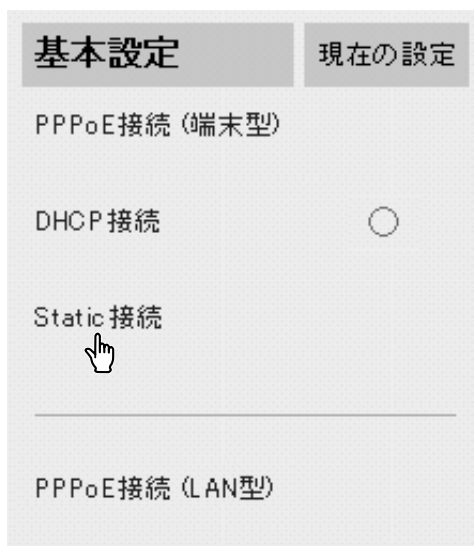 基本設定 現在の設定
PPPoE接続 (端末型)
DHCP接続 ○
Static接続
PPPoE接続 (LAN型)